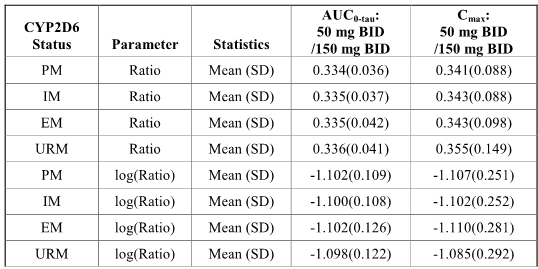 CYP2D6 Status Parameter Statistics AUC0-tau: 50 mg BID /150 mg BID Cmax: 50 mg BID /150 mg BID
PM Ratio Mean (SD) 0.334(0.036) 0.341(0.088)
IM Ratio Mean (SD) 0.335(0.037) 0.343(0.088)
EM Ratio Mean (SD) 0.335(0.042) 0.343(0.098)
URM Ratio Mean (SD) 0.336(0.041) 0.355(0.149)
PM log(Ratio) Mean (SD) -1.102(0.109) -1.107(0.251)
IM log(Ratio) Mean (SD) -1.100(0.108) -1.102(0.252)
EM log(Ratio) Mean (SD) -1.102(0.126) -1.110(0.281)
URM log(Ratio) Mean (SD) -1.098(0.122) -1.085(0.292)